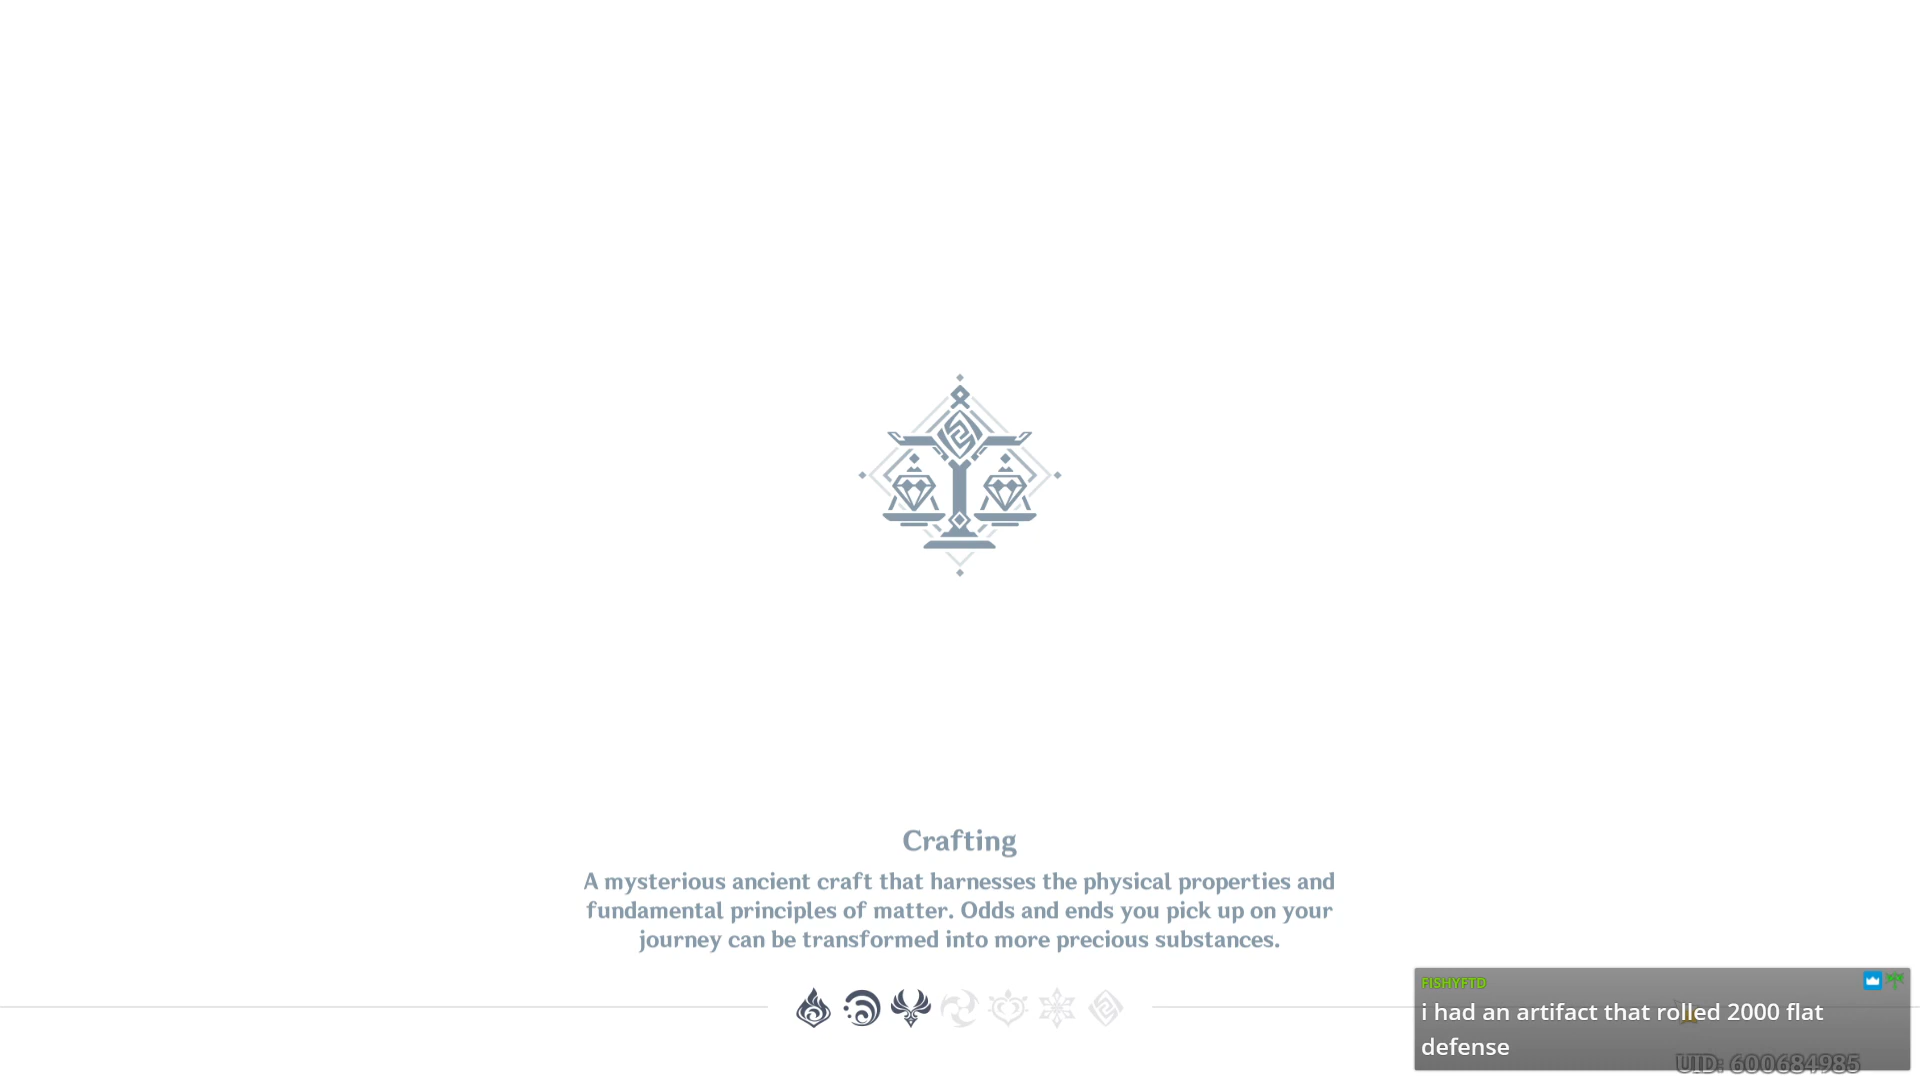 Crafting
A mysterious ancient craft that harnesses the physical properties and
fundamental principles of matter. Odds and ends you pick up on your
journey can be transformed into more precious substances.
FISHYFTD
i had an artifact that rolled 2000 flat
defense
UID: 600684985